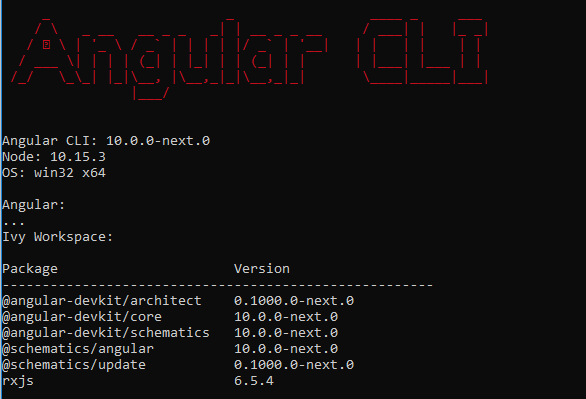 Angular CLI
Angular CLI: 10.0.0-next.0
Node: 10.15.3
OS: win32 x64
Angular:
...
Ivy Workspace:
Package Version
------------------------------------------------------
@angular-devkit/architect 0.1000.0-next.0
@angular-devkit/core 10.0.0-next.0
@angular-devkit/schematics 10.0.0-next.0
@schematics/angular 10.0.0-next.0
@schematics/update 0.1000.0-next.0
rxjs 6.5.4